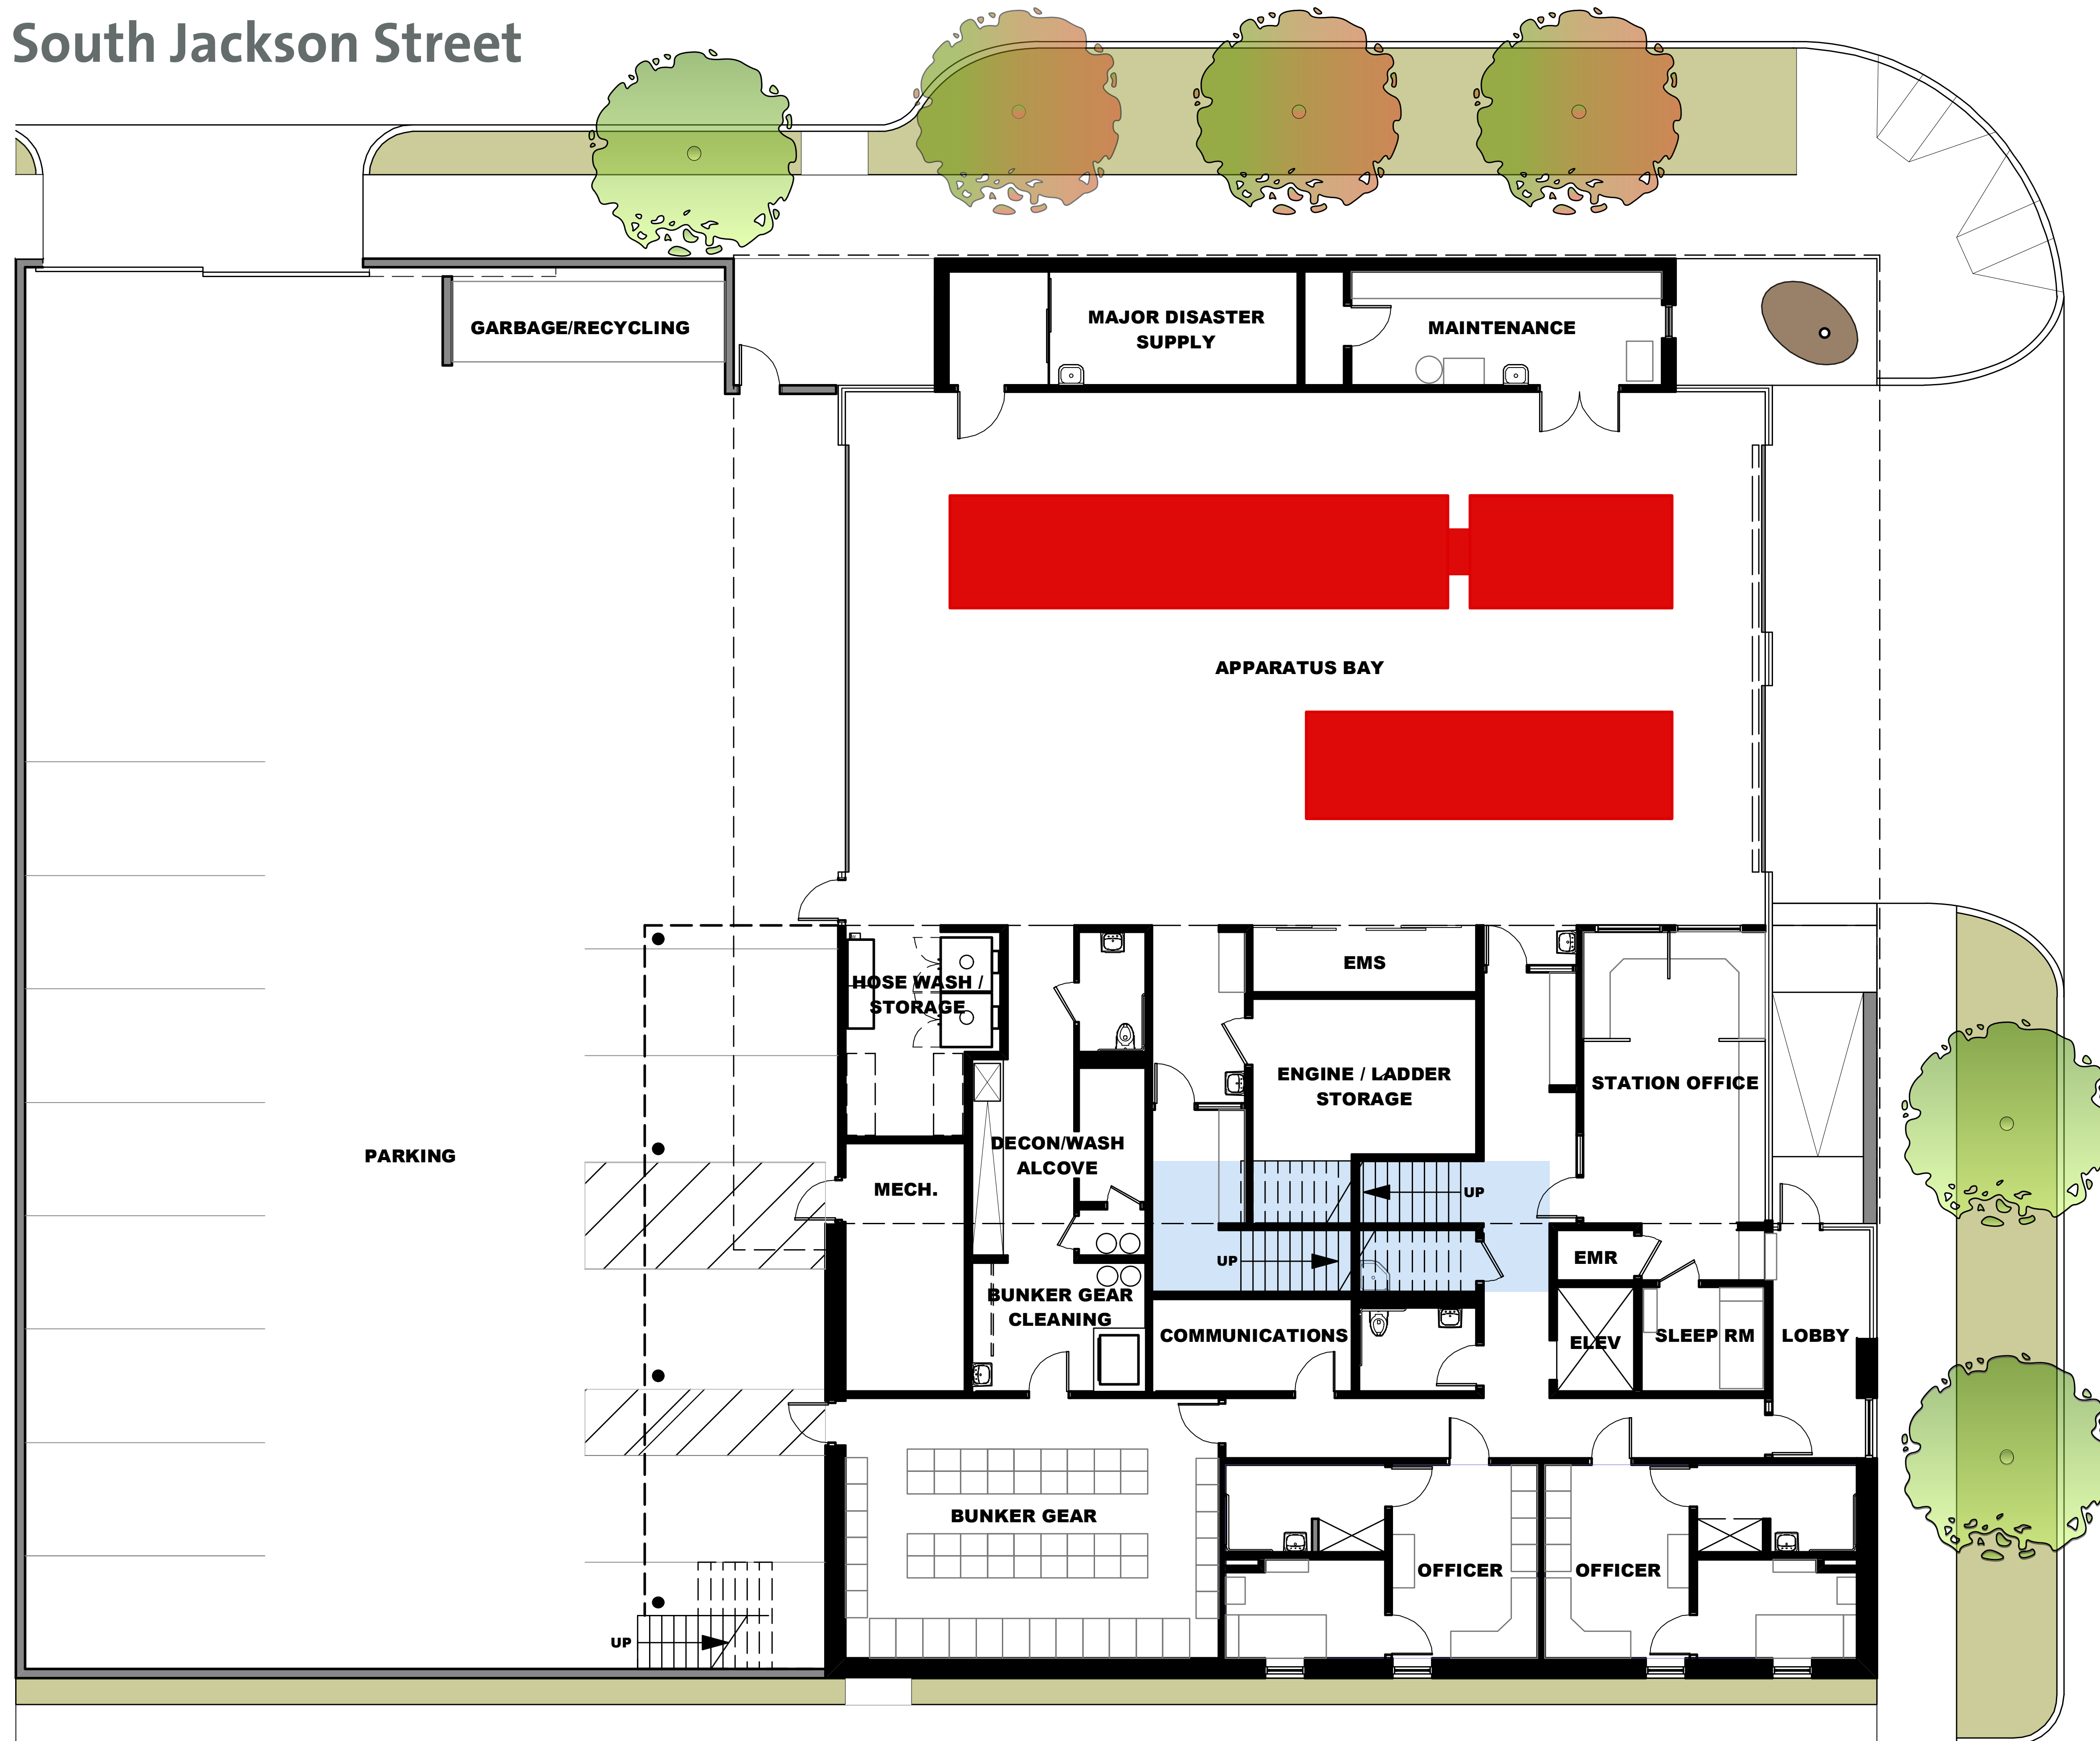 South Jackson Street
GARBAGE/RECYCLING
MAJOR DISASTER
SUPPLY
MAINTENANCE
APPARATUS BAY
EMS
HOSE WASH /
STORAGE
ENGINE / LADDER
STORAGE
STATION OFFICE
DECON/WASH
ALCOVE
PARKING
MECH.
UP
UP
EMR
BUNKER GEAR
CLEANING
COMMUNICATIONS
ELEV
SLEEP RM
LOBBY
BUNKER GEAR
OFFICER
OFFICER
UP